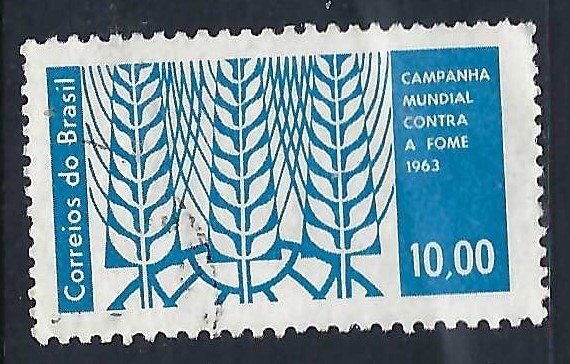 Correios do Brasil
CAMPANHA
MUNDIAL
CONTRA
A FOME
1963
10,00